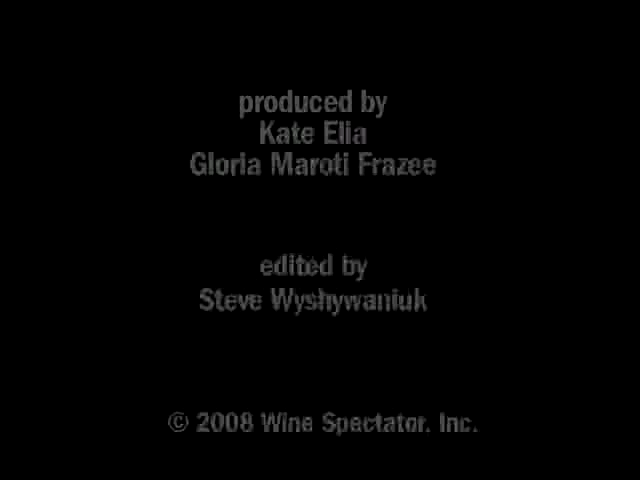 produced by
Kate Elia
Gloria Maroti Frazee
edited by
Steve Wyshywaniuk
© 2008 Wine Spectator, Inc.